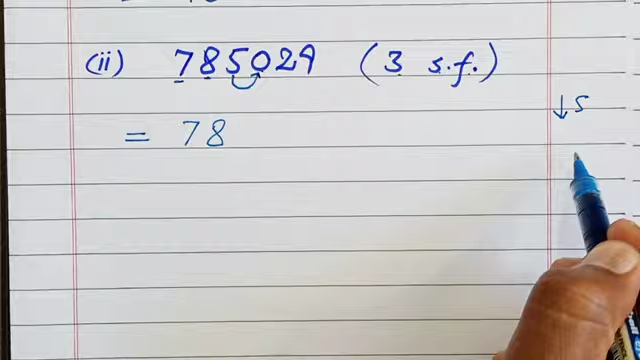 (ii) 785029 (3 s.f.)
↓ 5
= 78